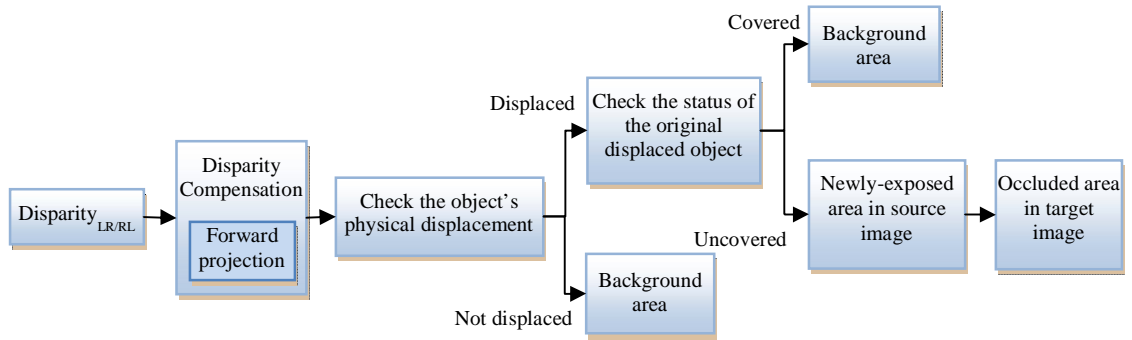 Disparity LR/RL
Disparity
Compensation
Forward
projection
Check the object's
physical displacement
Displaced
Not displaced
Check the status of
the original
displaced object
Background
area
Covered
Uncovered
Background
area
Newly-exposed
area in source
image
Occluded area
in target
image